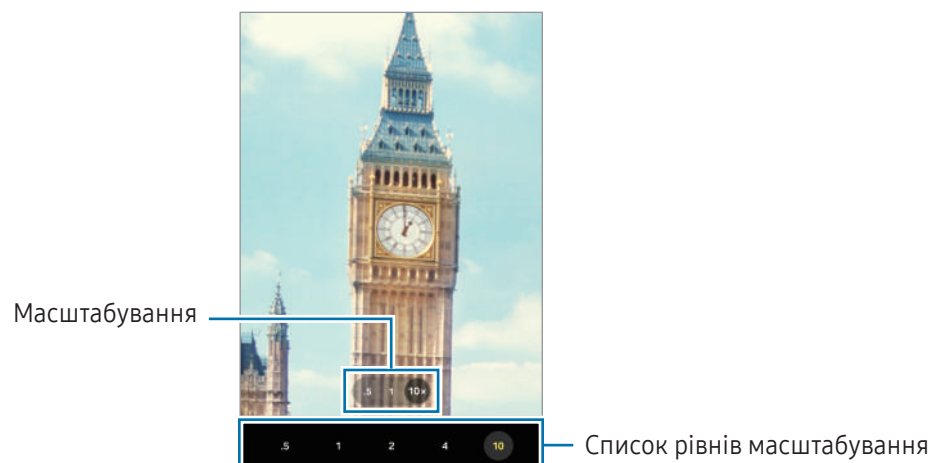 Масштабування
.5 1 10×
.5 1 2 4 10
Список рівнів масштабування